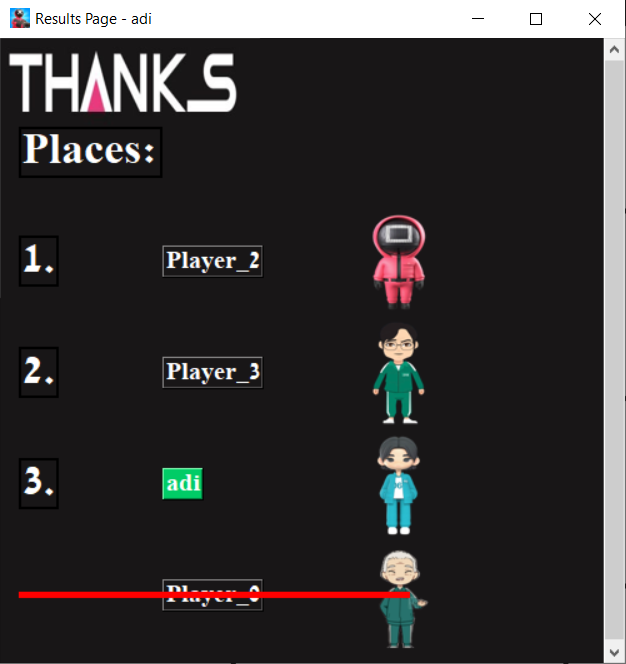 Results Page - adi
THANKS
Places:
1.
Player_2
2.
Player_3
3.
adi
Player_0